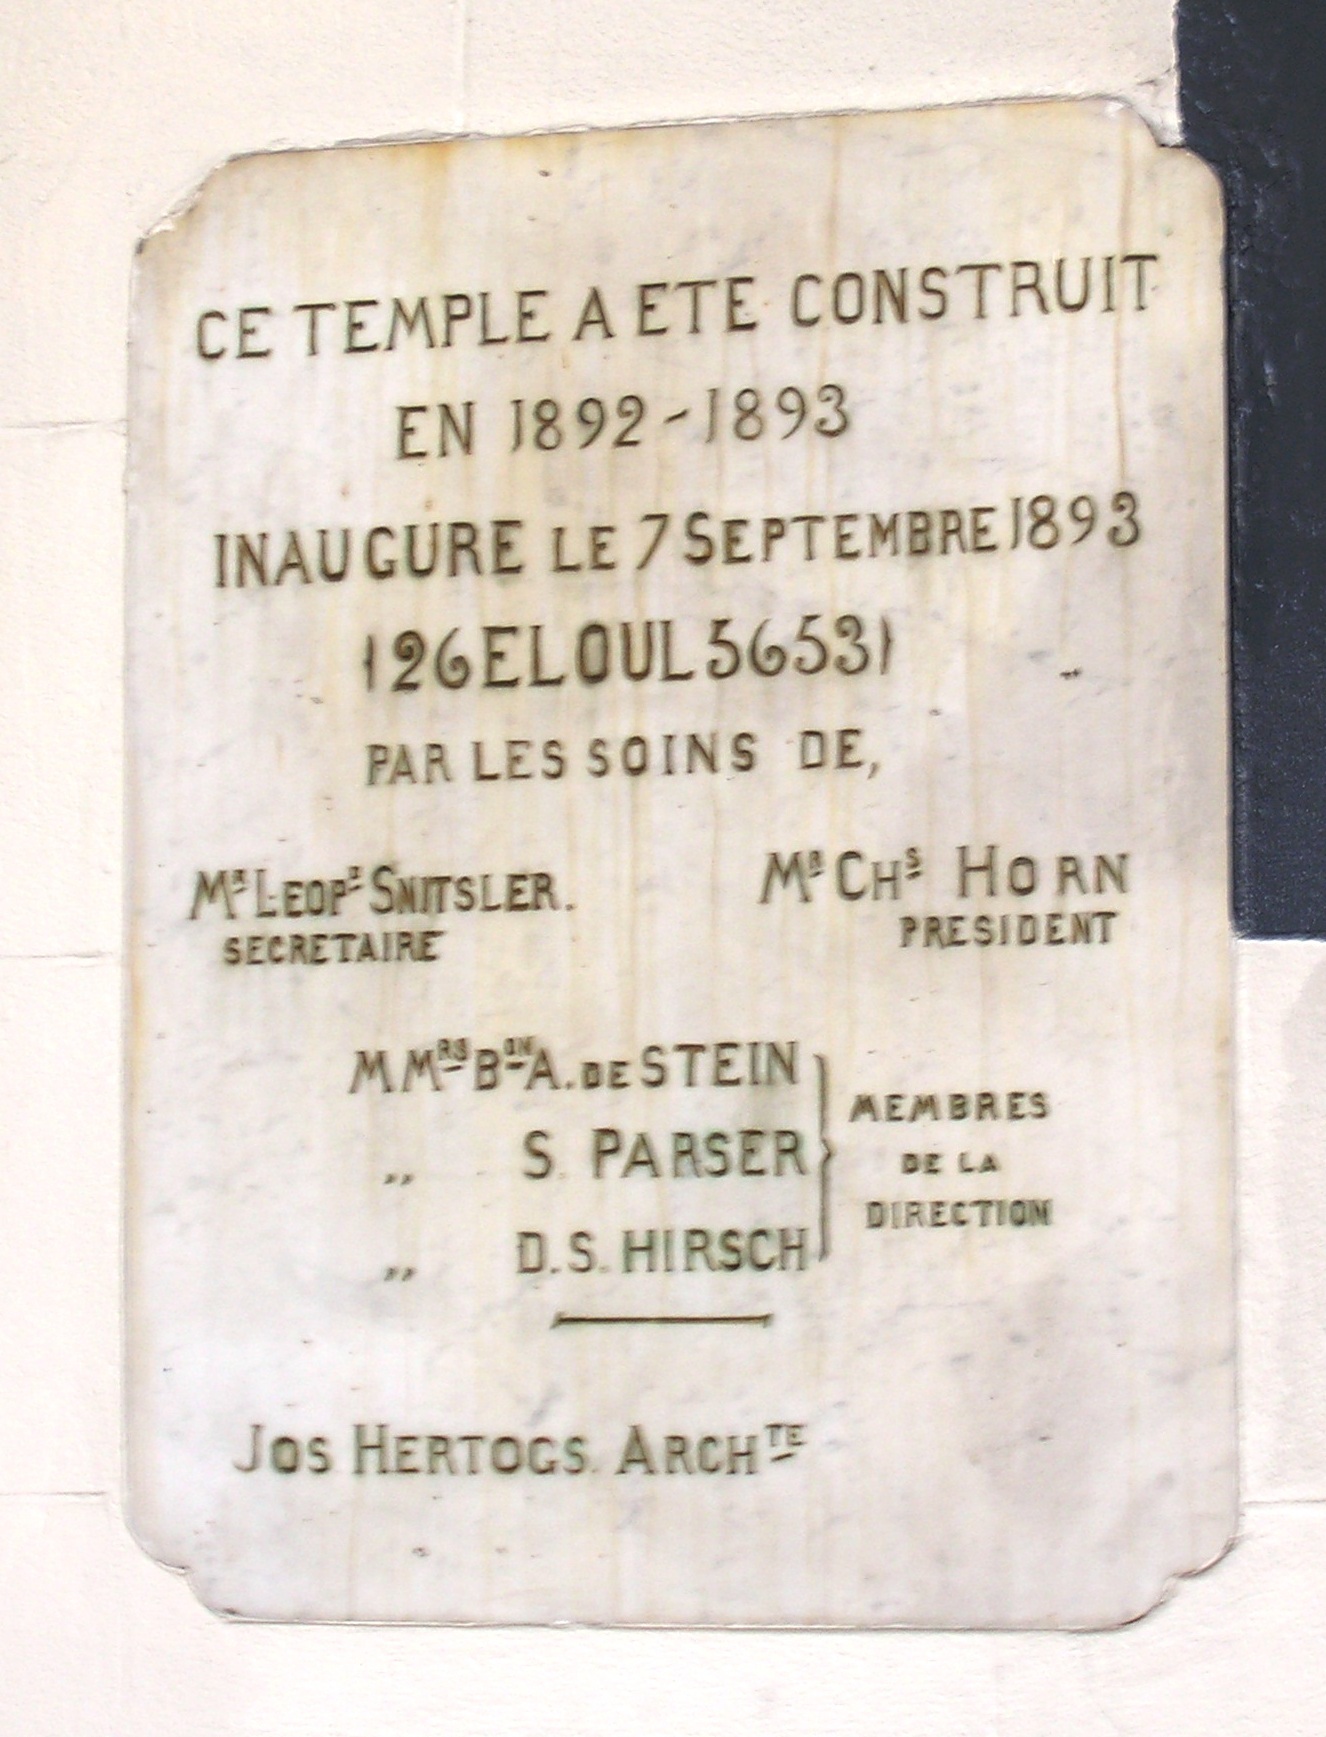 CE TEMPLE A ETE CONSTRUIT
EN 1892-1893
INAUGURE LE 7 SEPTEMBRE 1893
(26 ELOUL 5653)
PAR LES SOINS DE,
MR LEOPD SNITSLER.
SECRETAIRE
MR CHS HORN
PRESIDENT
MMRS BON A. DE STEIN
,, S. PARSER
,, D.S. HIRSCH
MEMBRES
DE LA
DIRECTION
JOS HERTOGS. ARCHTE